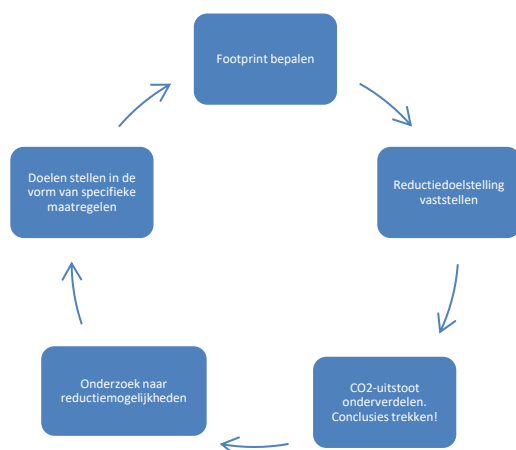 Footprint bepalen
Reductiedoelstelling
vaststellen
CO2-uitstoot
onderverdelen.
Conclusies trekken!
Onderzoek naar
reductiemogelijkheden
Doelen stellen in de
vorm van specifieke
maatregelen